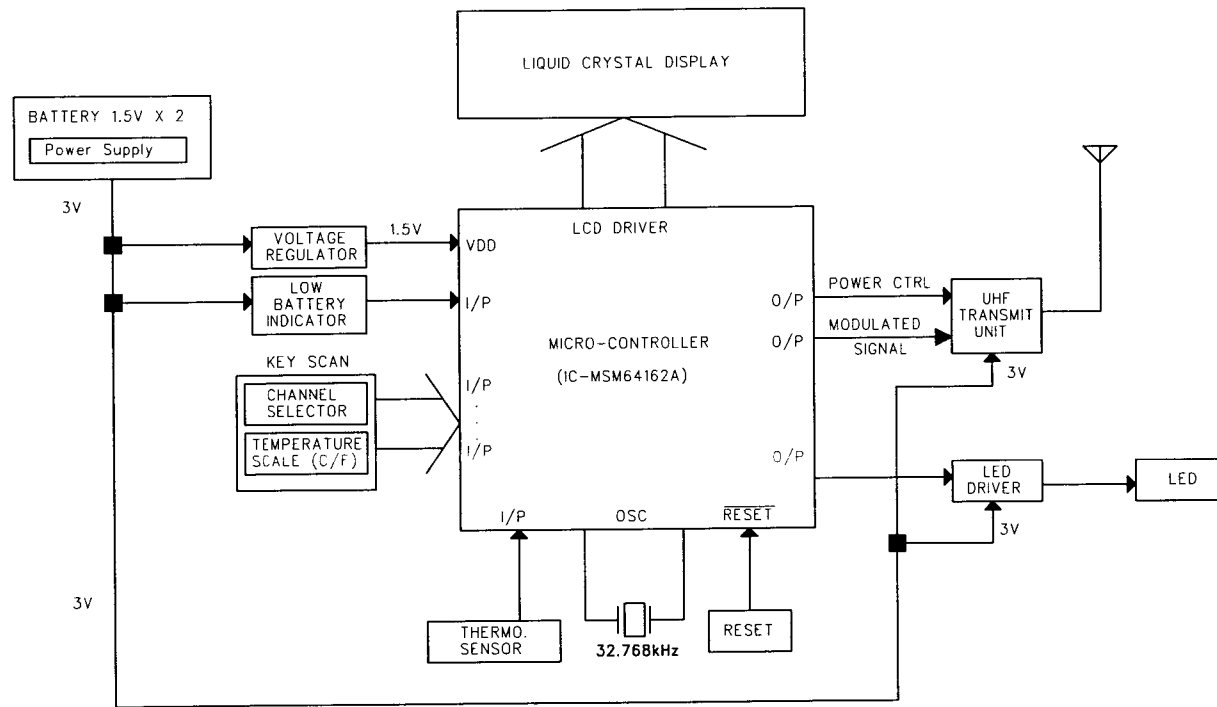 LIQUID CRYSTAL DISPLAY
BATTERY 1.5V X 2
Power Supply
3V
VOLTAGE
REGULATOR
1.5V
VDD
LCD DRIVER
LOW
BATTERY
INDICATOR
I/P
O/P
POWER CTRL
UHF
TRANSMIT
UNIT
O/P
MODULATED
SIGNAL
3V
MICRO-CONTROLLER
(IC-MSM64162A)
KEY SCAN
CHANNEL
SELECTOR
I/P
TEMPERATURE
SCALE (C/F)
I/P
O/P
LED
DRIVER
LED
3V
I/P
OSC
RESET
3V
THERMO.
SENSOR
32.768kHz
RESET